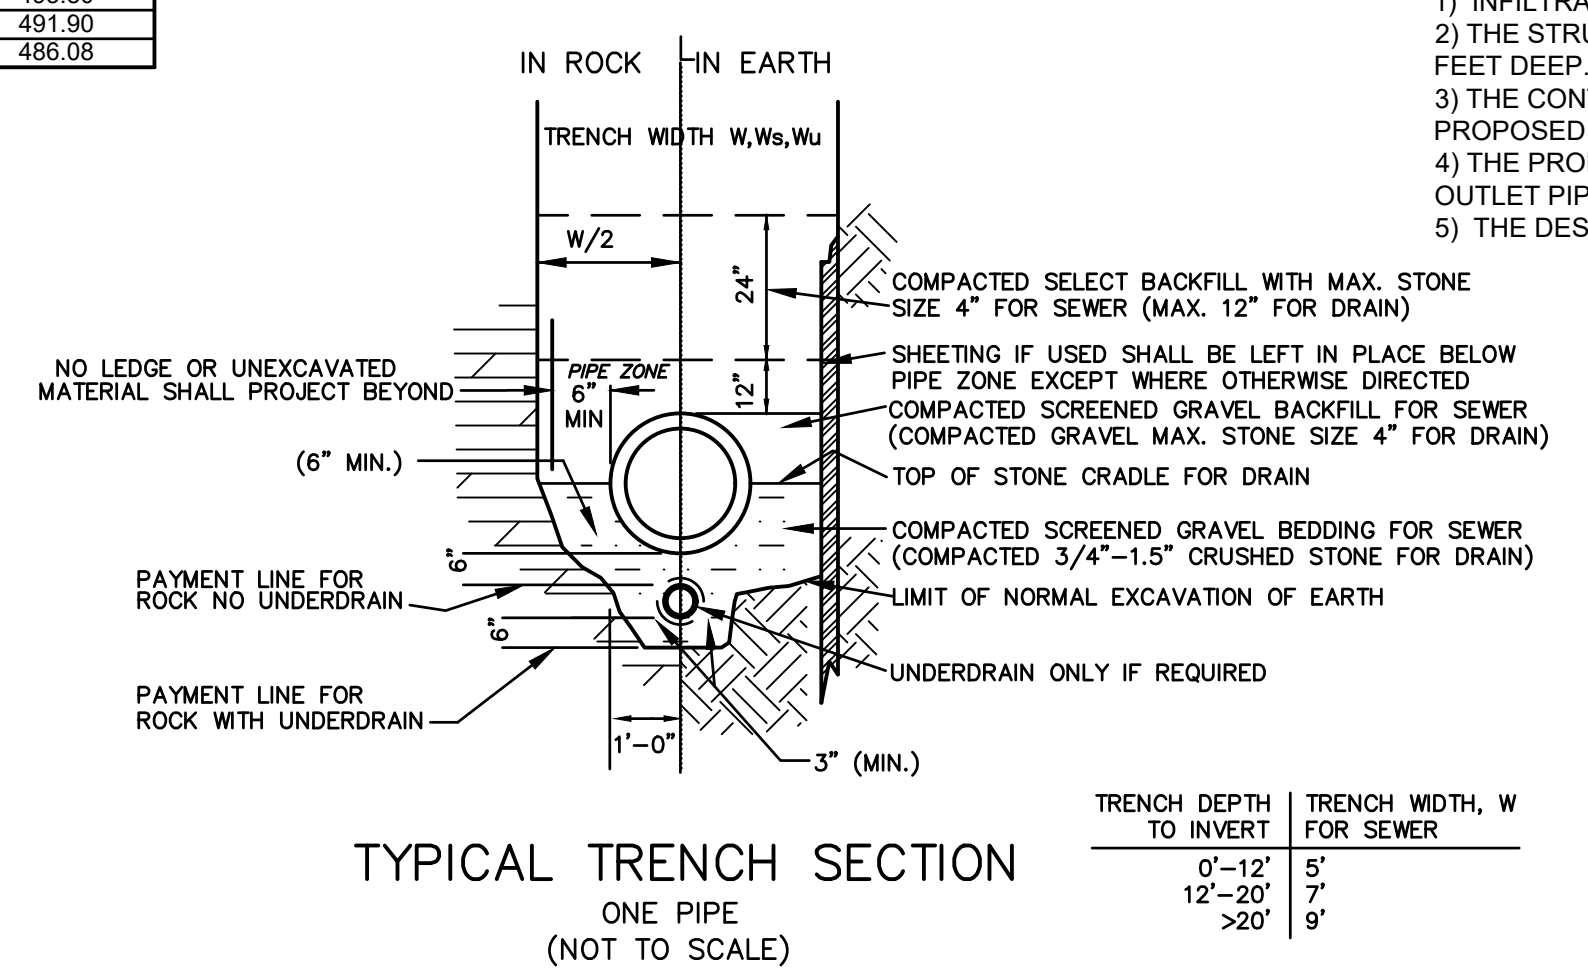 491.90
486.08
1) INFILTRA
2) THE STRU
FEET DEEP.
3) THE CON
PROPOSED
4) THE PRO
OUTLET PIP
5) THE DES
IN ROCK
IN EARTH
TRENCH WIDTH W,Ws,Wu
W/2
24"
COMPACTED SELECT BACKFILL WITH MAX. STONE
SIZE 4" FOR SEWER (MAX. 12" FOR DRAIN)
SHEETING IF USED SHALL BE LEFT IN PLACE BELOW
PIPE ZONE EXCEPT WHERE OTHERWISE DIRECTED
NO LEDGE OR UNEXCAVATED
MATERIAL SHALL PROJECT BEYOND
PIPE ZONE
6"
MIN
12"
COMPACTED SCREENED GRAVEL BACKFILL FOR SEWER
(COMPACTED GRAVEL MAX. STONE SIZE 4" FOR DRAIN)
(6" MIN.)
TOP OF STONE CRADLE FOR DRAIN
COMPACTED SCREENED GRAVEL BEDDING FOR SEWER
(COMPACTED 3/4"-1.5" CRUSHED STONE FOR DRAIN)
6"
PAYMENT LINE FOR
ROCK NO UNDERDRAIN
LIMIT OF NORMAL EXCAVATION OF EARTH
6"
UNDERDRAIN ONLY IF REQUIRED
PAYMENT LINE FOR
ROCK WITH UNDERDRAIN
1'-0"
3" (MIN.)
TYPICAL TRENCH SECTION
ONE PIPE
(NOT TO SCALE)
TRENCH DEPTH TRENCH WIDTH, W
TO INVERT FOR SEWER
0'-12' 5'
12'-20' 7'
>20' 9'